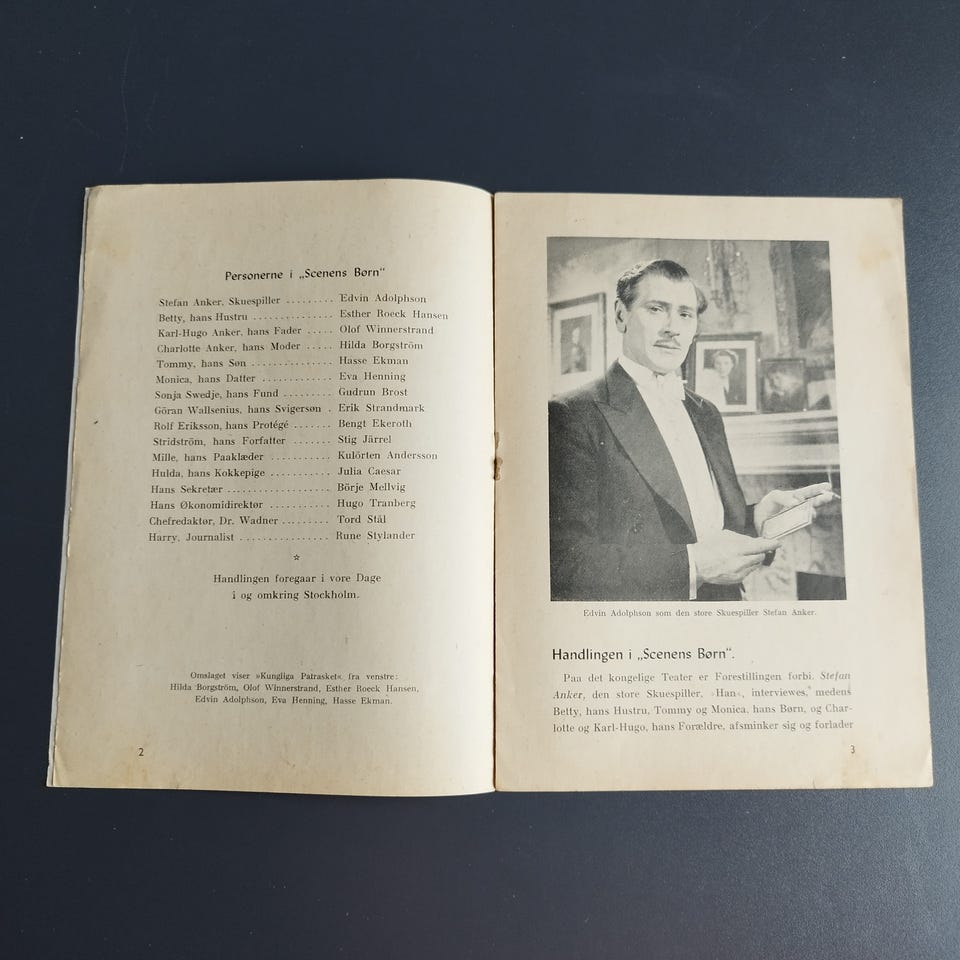 Personerne i „Scenens Børn“
Stefan Anker, Skuespiller ......... Edvin Adolphson
Betty, hans Hustru ............... Esther Roeck Hansen
Karl-Hugo Anker, hans Fader ..... Olof Winnerstrand
Charlotte Anker, hans Moder ..... Hilda Borgström
Tommy, hans Søn .............. Hasse Ekman
Monica, hans Datter ............. Eva Henning
Sonja Swedje, hans Fund ......... Gudrun Brost
Göran Wallsenius, hans Svigersøn . Erik Strandmark
Rolf Eriksson, hans Protégé ....... Bengt Ekeroth
Stridström, hans Forfatter ....... Stig Järrel
Mille, hans Paaklæder ........... Kulörten Andersson
Hulda, hans Kokkepige ........... Julia Caesar
Hans Sekretær ................... Börje Mellvig
Hans Økonomidirektør ........... Hugo Tranberg
Chefredaktør, Dr. Wadner ......... Tord Stål
Harry, Journalist ................ Rune Stylander
☆
Handlingen foregaar i vore Dage
i og omkring Stockholm.
Omslaget viser »Kungliga Patrasket« fra venstre:
Hilda Borgström, Olof Winnerstrand, Esther Roeck Hansen,
Edvin Adolphson, Eva Henning, Hasse Ekman.
2
Edvin Adolphson som den store Skuespiller Stefan Anker.
Handlingen i „Scenens Børn“.
Paa det kongelige Teater er Forestillingen forbi. Stefan
Anker, den store Skuespiller, »Han«, interviewes, medens
Betty, hans Hustru, Tommy og Monica, hans Børn, og Char-
lotte og Karl-Hugo, hans Forældre, afsminker sig og forlader
3